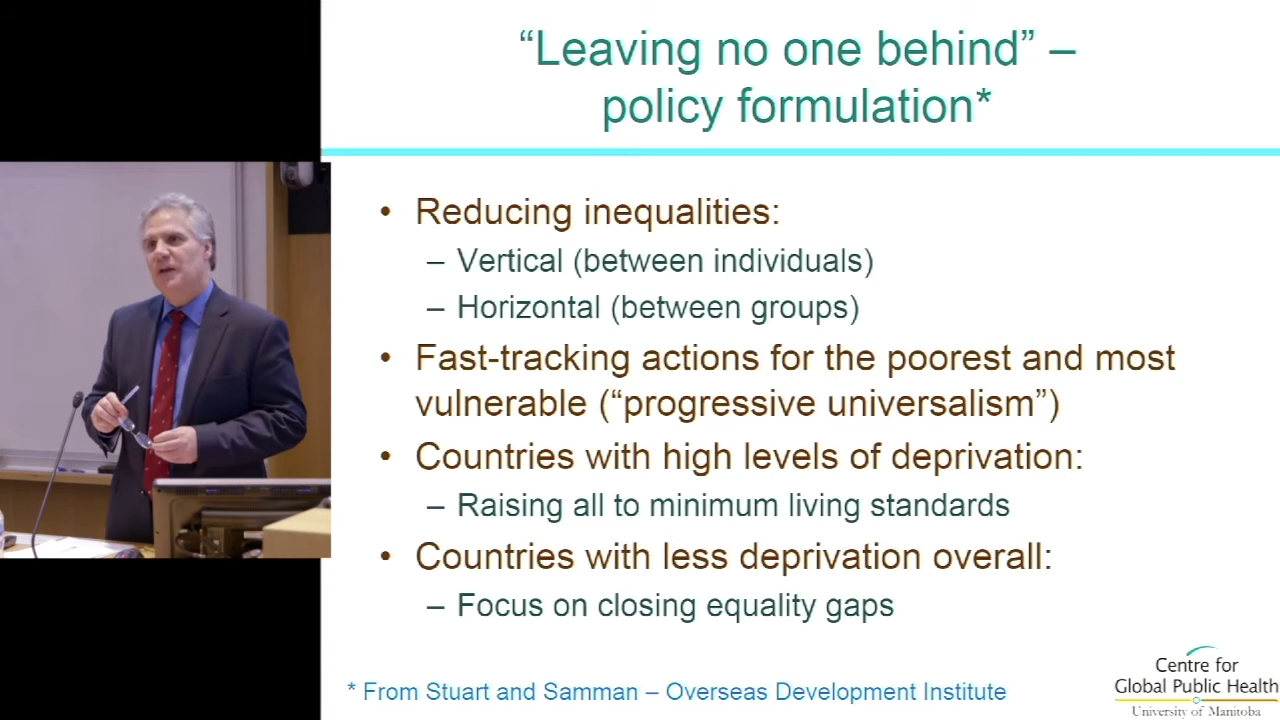 “Leaving no one behind” –
policy formulation*
• Reducing inequalities:
– Vertical (between individuals)
– Horizontal (between groups)
• Fast-tracking actions for the poorest and most
vulnerable (“progressive universalism”)
• Countries with high levels of deprivation:
– Raising all to minimum living standards
• Countries with less deprivation overall:
– Focus on closing equality gaps
* From Stuart and Samman – Overseas Development Institute
Centre for
Global Public Health
University of Manitoba